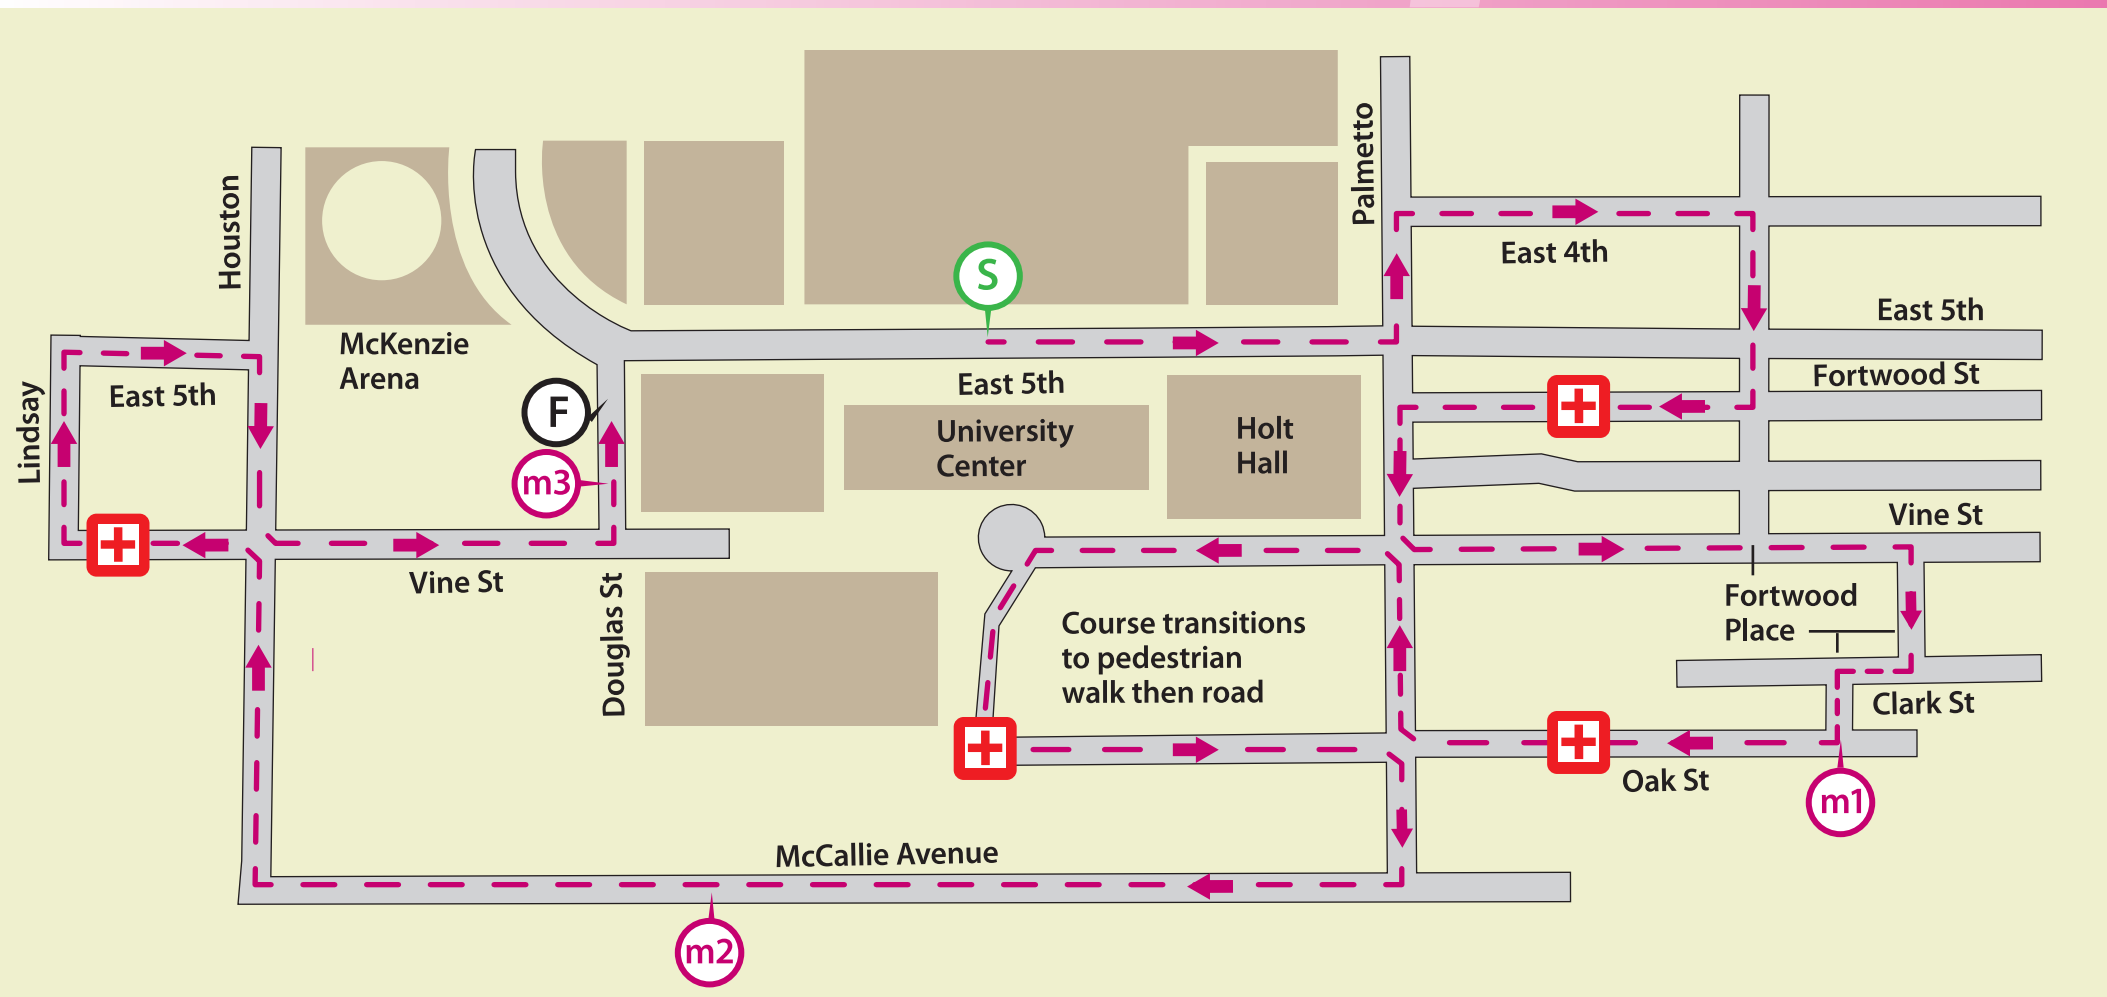 Houston
Palmetto
East 4th
S
East 5th
McKenzie
Arena
East 5th
Fortwood St
East 5th
Lindsay
F
University
Center
Holt
Hall
m3
Vine St
Vine St
Douglas St
Course transitions
to pedestrian
walk then road
Fortwood
Place
Clark St
Oak St
m1
McCallie Avenue
m2